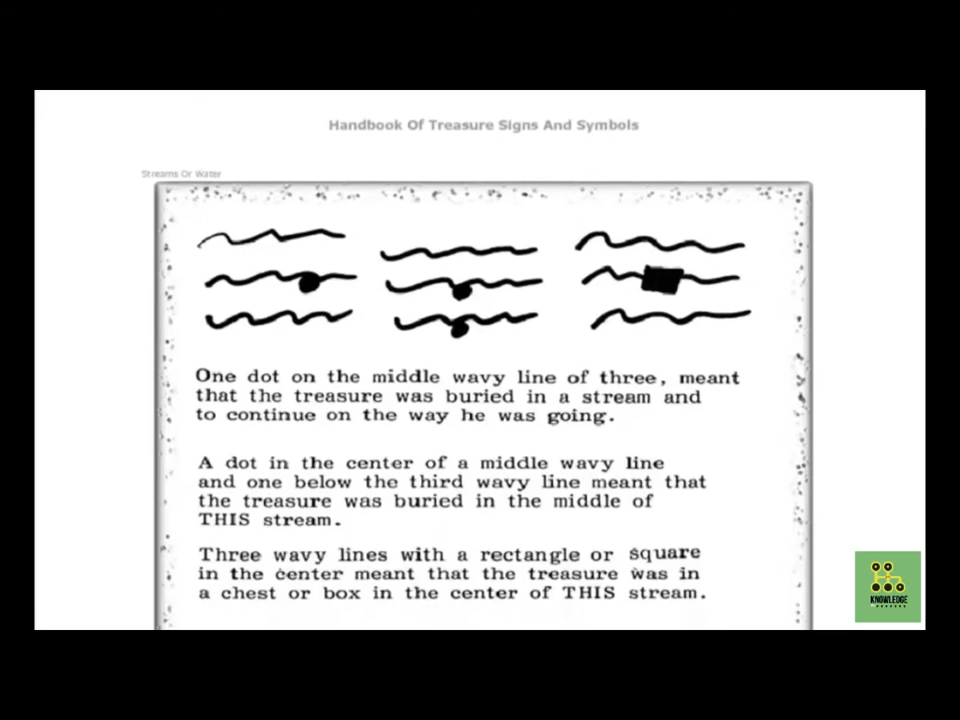 Handbook Of Treasure Signs And Symbols
Streams Or Water
One dot on the middle wavy line of three, meant
that the treasure was buried in a stream and
to continue on the way he was going.
A dot in the center of a middle wavy line
and one below the third wavy line meant that
the treasure was buried in the middle of
THIS stream.
Three wavy lines with a rectangle or square
in the center meant that the treasure was in
a chest or box in the center of THIS stream.
KNOWLEDGE